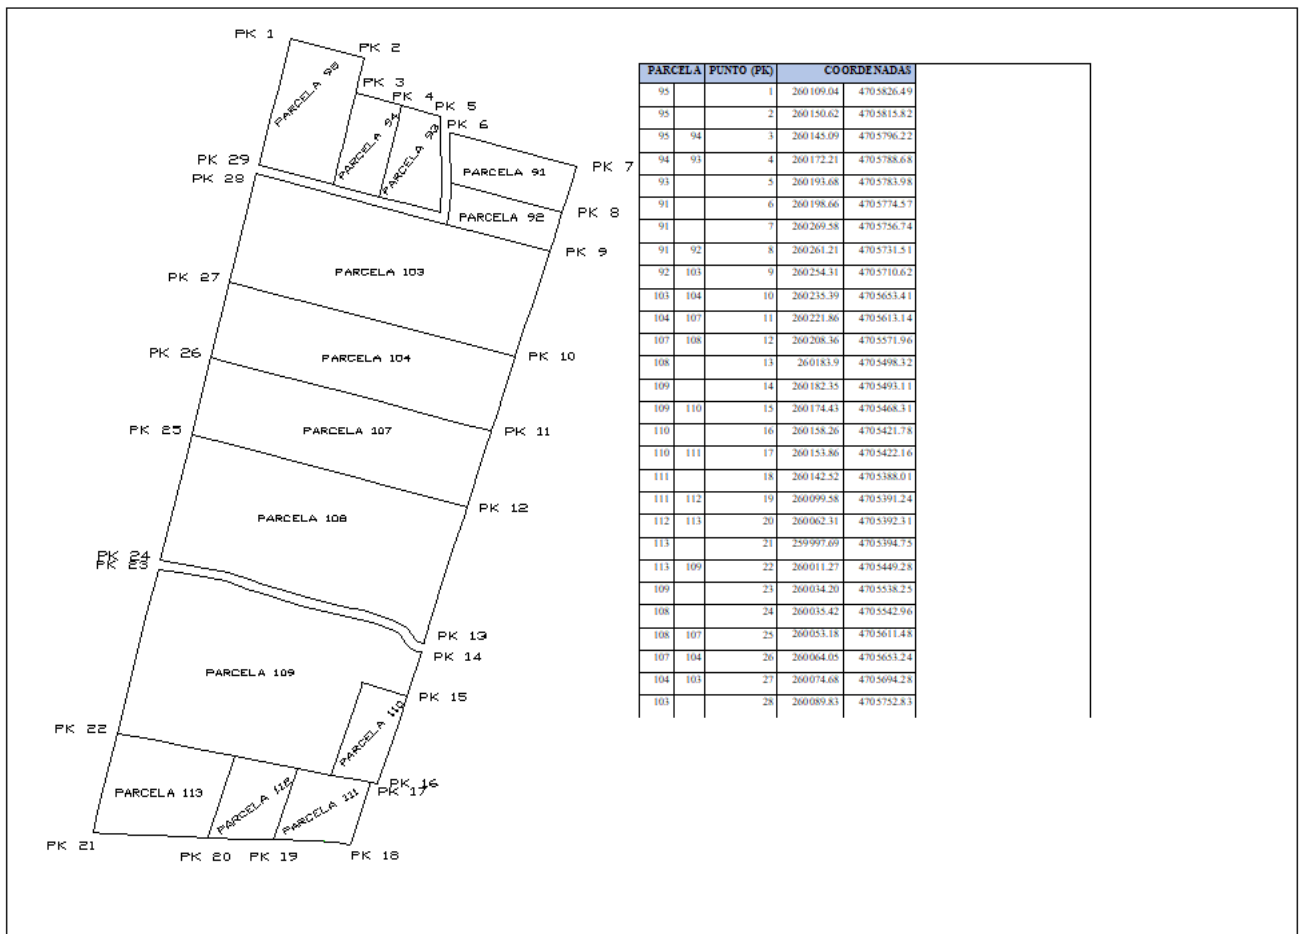 PK 1
PK 2
PARCELA 95
PK 3
PK 4
PK 5
PK 6
PARCELA 94
PARCELA 93
PK 29
PK 28
PARCELA 91
PK 7
PARCELA 92
PK 8
PK 9
PARCELA 103
PK 27
PK 26
PARCELA 104
PK 10
PK 25
PARCELA 107
PK 11
PARCELA 108
PK 12
PK 24
PK 23
PK 13
PK 14
PARCELA 109
PK 15
PARCELA 110
PK 22
PK 16
PK 17
PARCELA 113
PARCELA 112
PARCELA 111
PK 21
PK 20
PK 19
PK 18
PARCELA PUNTO (PK) COORDENADAS
95 1 260109.04 4705826.49
95 2 260150.62 4705815.82
95 94 3 260145.09 4705796.22
94 93 4 260172.21 4705788.68
93 5 260193.68 4705783.98
91 6 260198.66 4705774.57
91 7 260269.58 4705756.74
91 92 8 260261.21 4705731.51
92 103 9 260254.31 4705710.62
103 104 10 260235.39 4705653.41
104 107 11 260221.86 4705613.14
107 108 12 260208.36 4705571.96
108 13 260183.9 4705498.32
109 14 260182.35 4705493.11
109 110 15 260174.43 4705468.31
110 16 260158.26 4705421.78
110 111 17 260153.86 4705422.16
111 18 260142.52 4705388.01
111 112 19 260099.58 4705391.24
112 113 20 260062.31 4705392.31
113 21 259997.69 4705394.75
113 109 22 260011.27 4705449.28
109 23 260034.20 4705538.25
108 24 260035.42 4705542.96
108 107 25 260053.18 4705611.48
107 104 26 260064.05 4705653.24
104 103 27 260074.68 4705694.28
103 28 260089.83 4705752.83